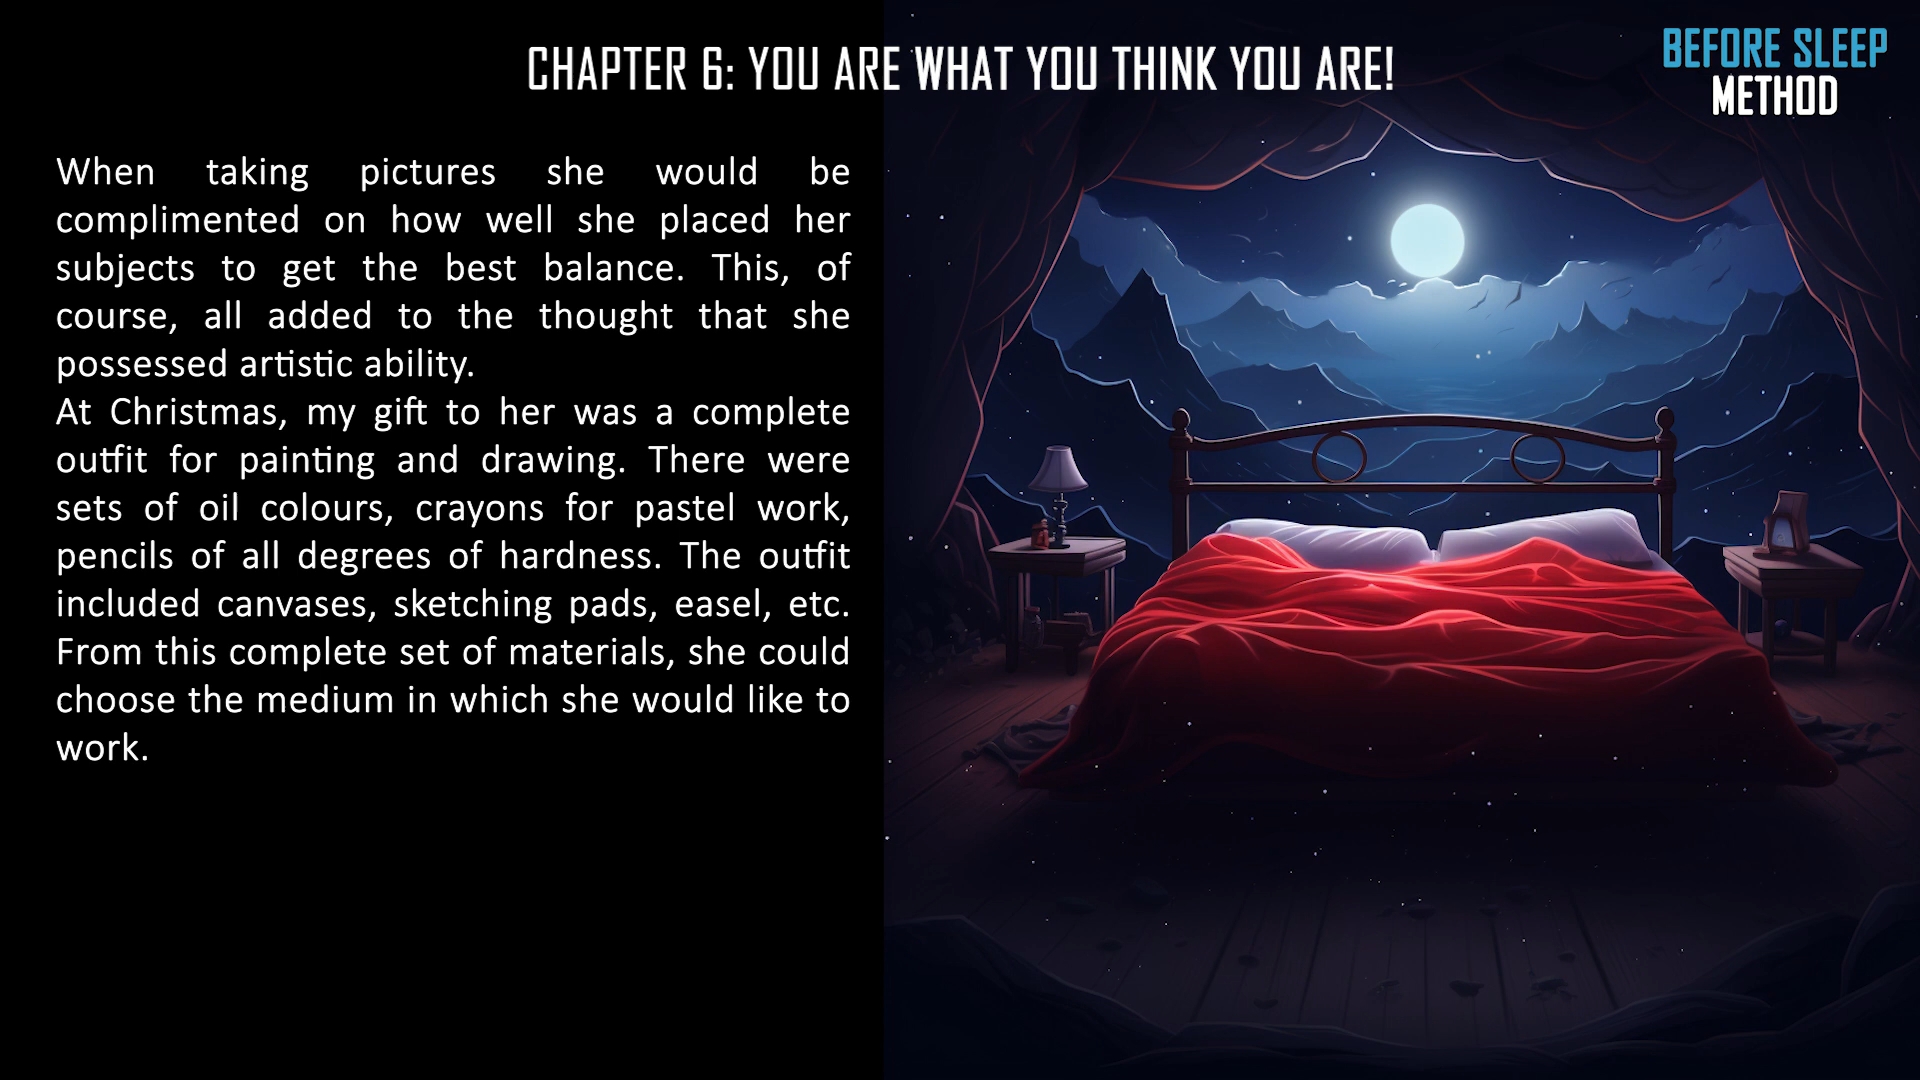 CHAPTER 6: YOU ARE WHAT YOU THINK YOU ARE!
BEFORE SLEEP
METHOD
When taking pictures she would be
complimented on how well she placed her
subjects to get the best balance. This, of
course, all added to the thought that she
possessed artistic ability.
At Christmas, my gift to her was a complete
outfit for painting and drawing. There were
sets of oil colours, crayons for pastel work,
pencils of all degrees of hardness. The outfit
included canvases, sketching pads, easel, etc.
From this complete set of materials, she could
choose the medium in which she would like to
work.